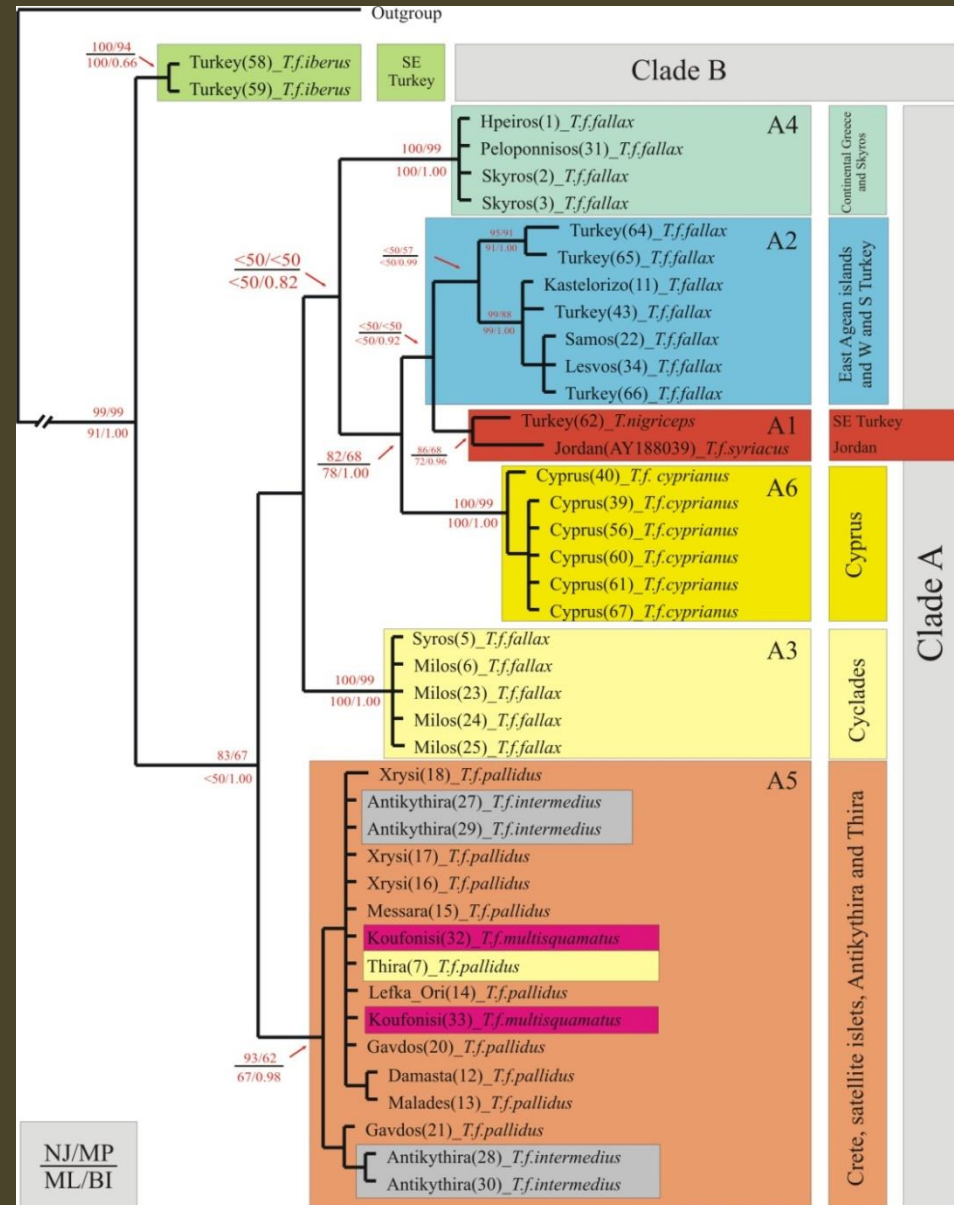 Outgroup
100/94
100/0.66
Turkey(58)_T.f.iberus
Turkey(59)_T.f.iberus
SE
Turkey
Clade B
Hpeiros(1)_T.f.fallax
Peloponnisos(31)_T.f.fallax
Skyros(2)_T.f.fallax
Skyros(3)_T.f.fallax
A4
Continental Greece
and Skyros
100/99
100/1.00
<50/<50
<50/0.82
Turkey(64)_T.f.fallax
Turkey(65)_T.f.fallax
Kastelorizo(11)_T.f.fallax
Turkey(43)_T.f.fallax
Samos(22)_T.f.fallax
Lesvos(34)_T.f.fallax
Turkey(66)_T.f.fallax
A2
East Agean islands
and W and S Turkey
95/91
91/1.00
<50/57
<50/0.99
99/88
99/1.00
<50/<50
<50/0.92
Turkey(62)_T.nigriceps
Jordan(AY188039)_T.f.syriacus
A1
SE Turkey
Jordan
99/99
91/1.00
82/68
78/1.00
86/68
72/0.96
Cyprus(40)_T.f. cyprianus
Cyprus(39)_T.f.cyprianus
Cyprus(56)_T.f.cyprianus
Cyprus(60)_T.f.cyprianus
Cyprus(61)_T.f.cyprianus
Cyprus(67)_T.f.cyprianus
A6
Cyprus
100/99
100/1.00
Clade A
Syros(5)_T.f.fallax
Milos(6)_T.f.fallax
Milos(23)_T.f.fallax
Milos(24)_T.f.fallax
Milos(25)_T.f.fallax
A3
Cyclades
100/99
100/1.00
83/67
<50/1.00
Xrysi(18)_T.f.pallidus
Antikythira(27)_T.f.intermedius
Antikythira(29)_T.f.intermedius
Xrysi(17)_T.f.pallidus
Xrysi(16)_T.f.pallidus
Messara(15)_T.f.pallidus
Koufonisi(32)_T.f.multisquamatus
Thira(7)_T.f.pallidus
Lefka_Ori(14)_T.f.pallidus
Koufonisi(33)_T.f.multisquamatus
Gavdos(20)_T.f.pallidus
Damasta(12)_T.f.pallidus
Malades(13)_T.f.pallidus
Gavdos(21)_T.f.pallidus
Antikythira(28)_T.f.intermedius
Antikythira(30)_T.f.intermedius
A5
Crete, satellite islets, Antikythira and Thira
93/62
67/0.98
NJ/MP
ML/BI